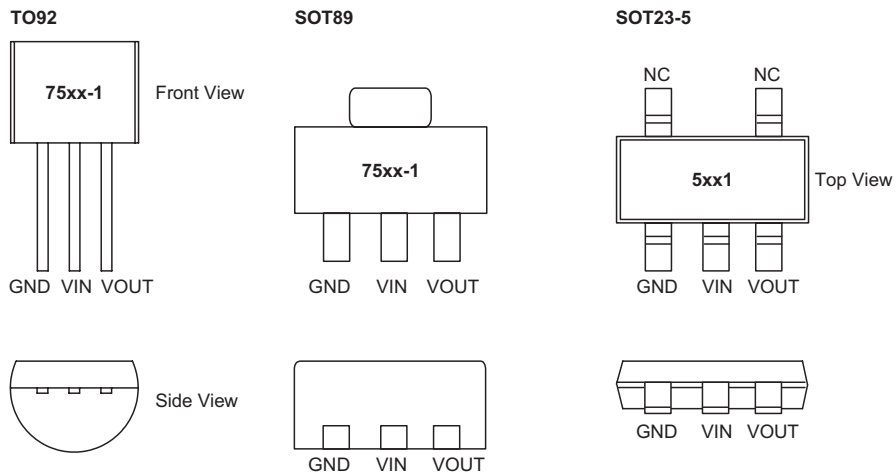 TO92 SOT89 SOT23-5
NC NC
75xx-1 Front View
75xx-1
5xx1 Top View
GND VIN VOUT
GND VIN VOUT
GND VIN VOUT
Side View
GND VIN VOUT
GND VIN VOUT